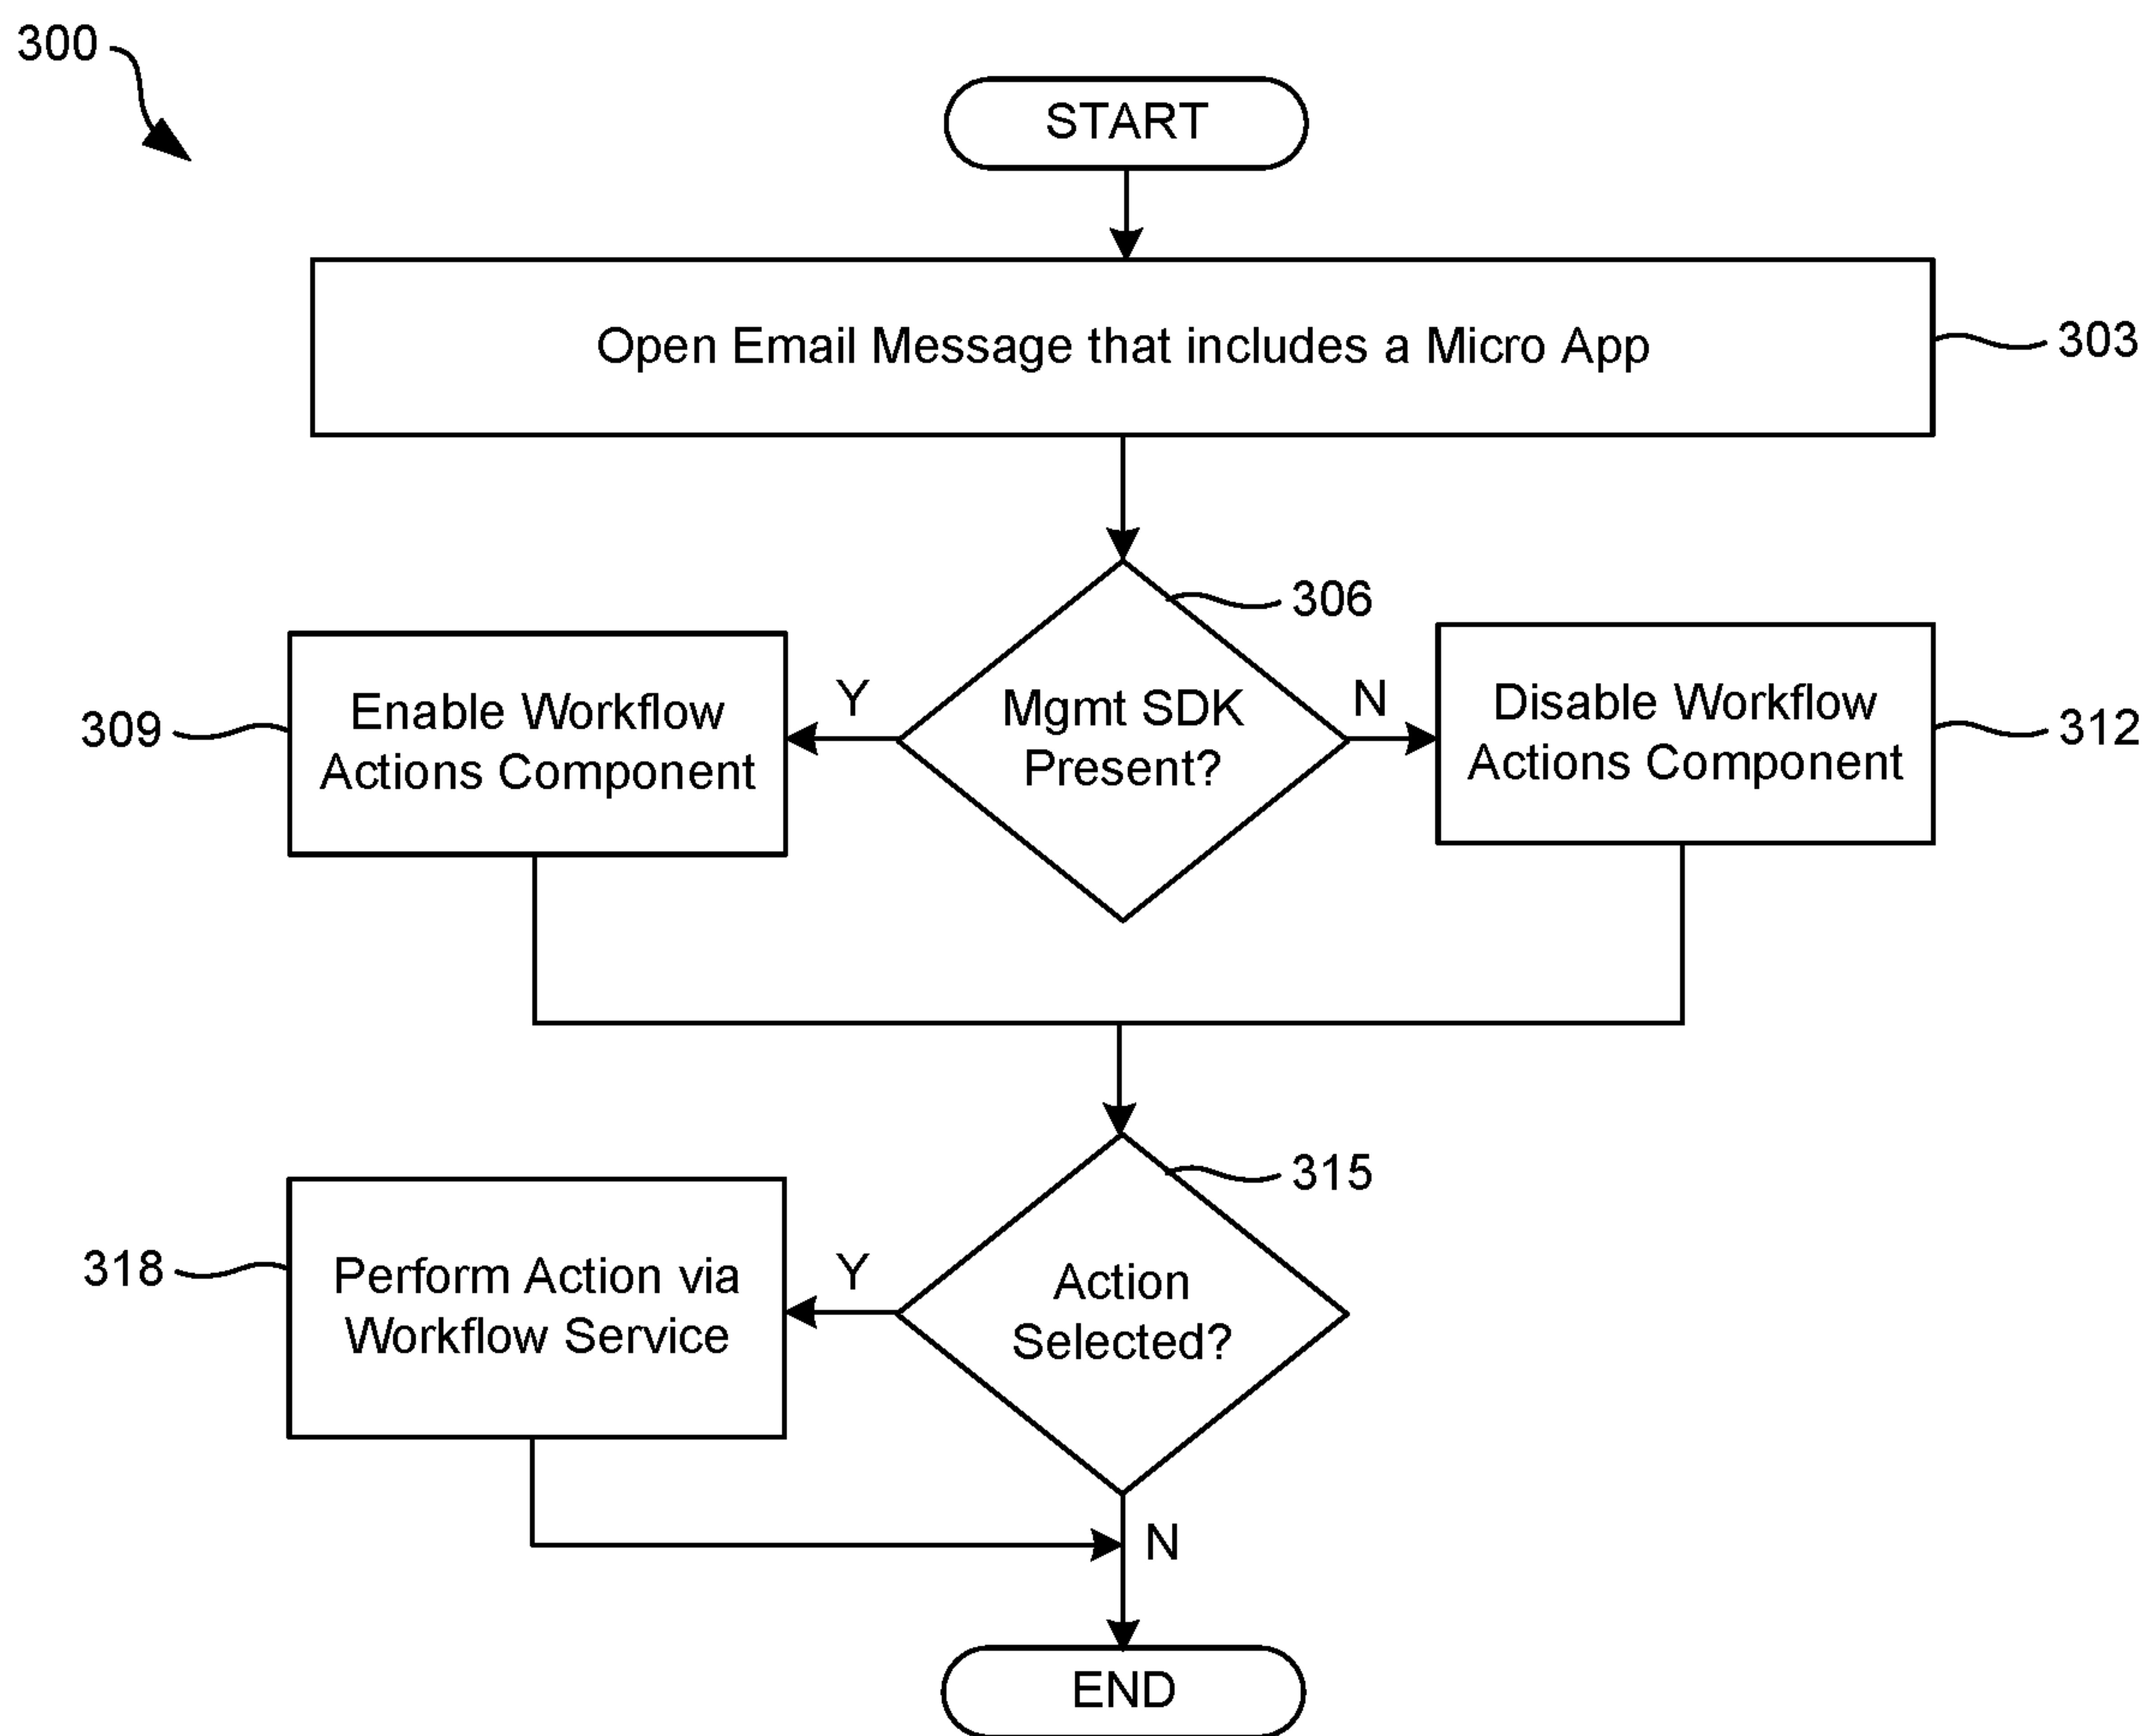 300
START
Open Email Message that includes a Micro App
303
306
Mgmt SDK
Present?
Y
N
Enable Workflow
Actions Component
309
Disable Workflow
Actions Component
312
315
Action
Selected?
Y
Perform Action via
Workflow Service
318
N
END